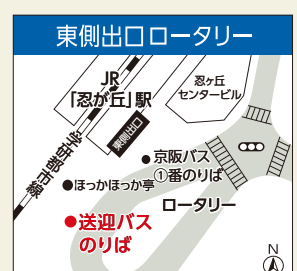 東側出口 ロータリー
JR
「忍が丘」駅
忍ケ丘
センタービル
東側出口
学研都市線
京阪バス
①番のりば
ほっかほっか亭
ロータリー
送迎バス
のりば
N